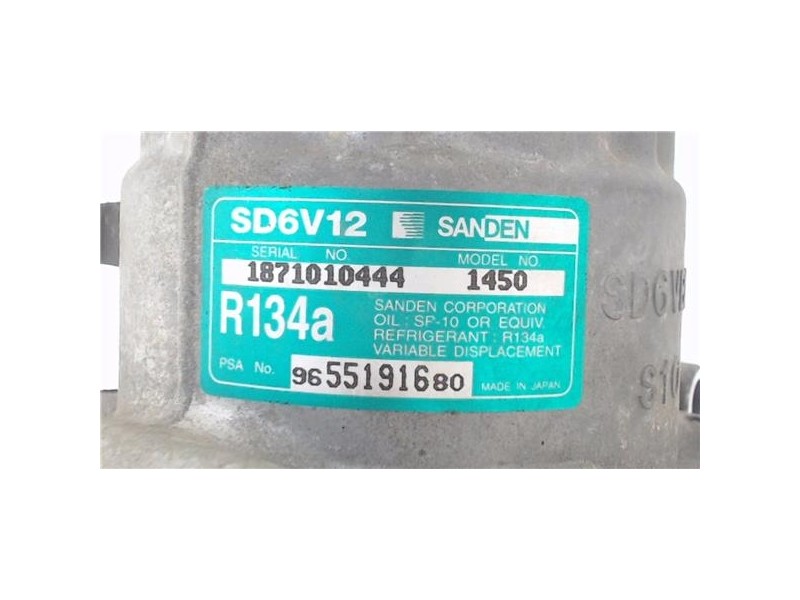 SD6V12 SANDEN
SERIAL NO. MODEL NO.
1871010444 1450
R134a
SANDEN CORPORATION
OIL : SP-10 OR EQUIV.
REFRIGERANT : R134a
VARIABLE DISPLACEMENT
PSA No. 9655191680 MADE IN JAPAN